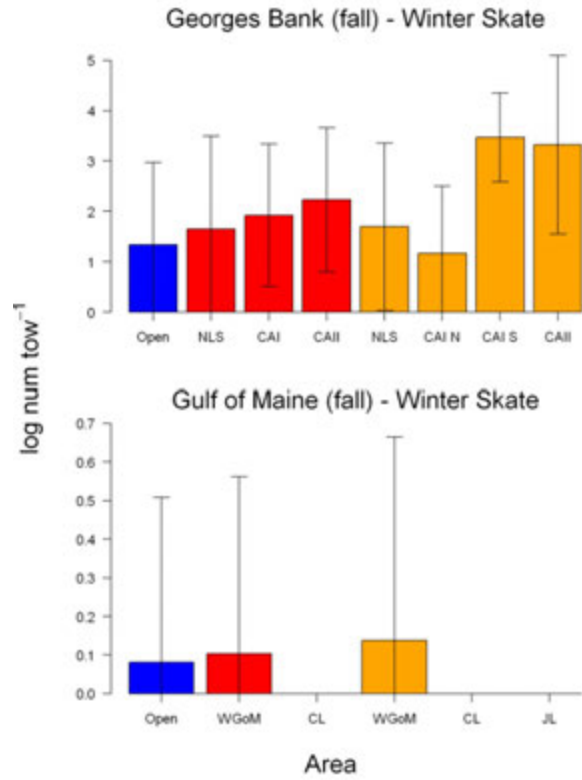 Georges Bank (fall) - Winter Skate
5
4
3
2
1
0
Open NLS CAI CAII NLS CAI N CAI S CAII
log num tow⁻¹
Gulf of Maine (fall) - Winter Skate
0.7
0.6
0.5
0.4
0.3
0.2
0.1
0.0
Open WGoM CL WGoM CL JL
Area